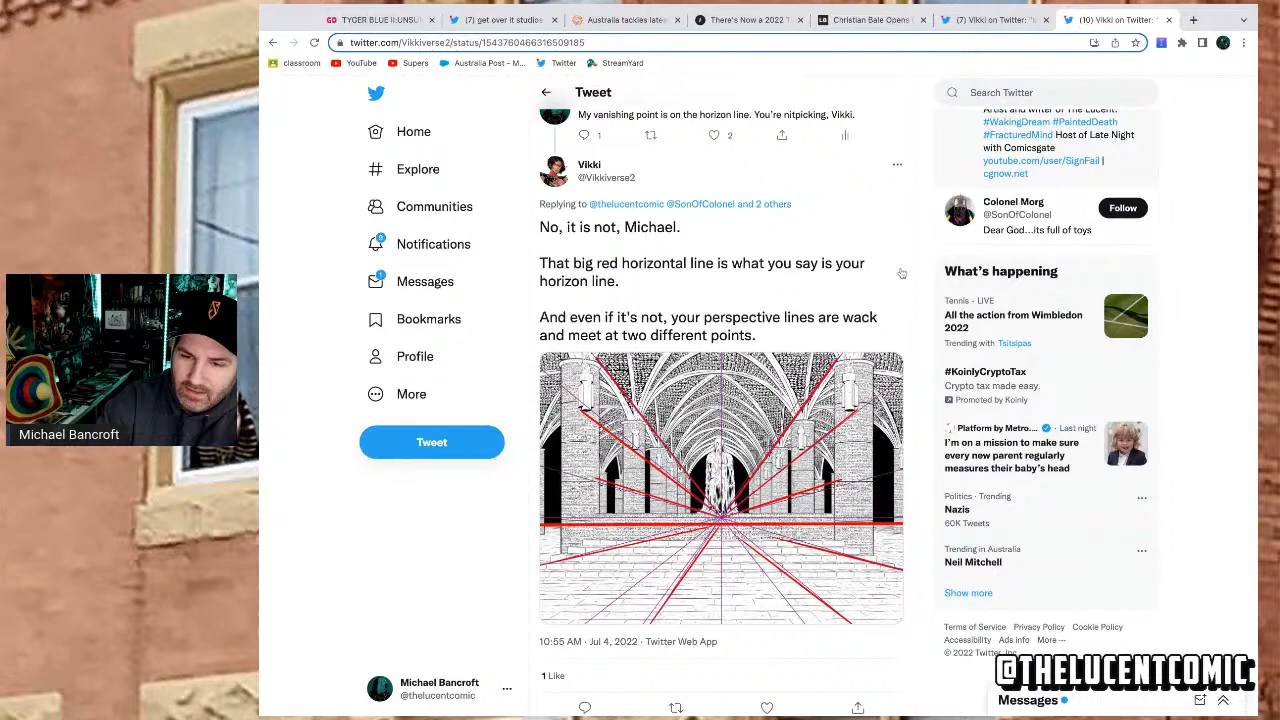 TYGER BLUE II:UNSUN
(7) get over it studios
Australia tackles lates
There's Now a 2022 T
Christian Bale Opens
(7) Vikki on Twitter: "
(10) Vikki on Twitter: "
twitter.com/Vikkiverse2/status/1543760466316509185
classroom
YouTube
Supers
Australia Post - M...
Twitter
StreamYard
Home
Explore
Communities
Notifications
Messages
1
Bookmarks
Profile
More
Tweet
Michael Bancroft
@thelucentcomic
Tweet
My vanishing point is on the horizon line. You're nitpicking, Vikki.
1
2
Vikki
@Vikkiverse2
Replying to @thelucentcomic @SonOfColonel and 2 others
No, it is not, Michael.
That big red horizontal line is what you say is your
horizon line.
And even if it's not, your perspective lines are wack
and meet at two different points.
10:55 AM · Jul 4, 2022 · Twitter Web App
1 Like
Search Twitter
Artist and writer of The Lucent.
#WakingDream #PaintedDeath
#FracturedMind Host of Late Night
with Comicsgate
youtube.com/user/SignFail |
cgnow.net
Colonel Morg
@SonOfColonel
Follow
Dear God...its full of toys
What's happening
Tennis · LIVE
All the action from Wimbledon
2022
Trending with Tsitsipas
#KoinlyCryptoTax
Crypto tax made easy.
Promoted by Koinly
Platform by Metro... · Last night
I'm on a mission to make sure
every new parent regularly
measures their baby's head
Politics · Trending
Nazis
60K Tweets
Trending in Australia
Neil Mitchell
Show more
Terms of Service Privacy Policy Cookie Policy
Accessibility Ads info More ···
© 2022 Twitter, Inc.
@THELUCENTCOMIC
Messages
Michael Bancroft